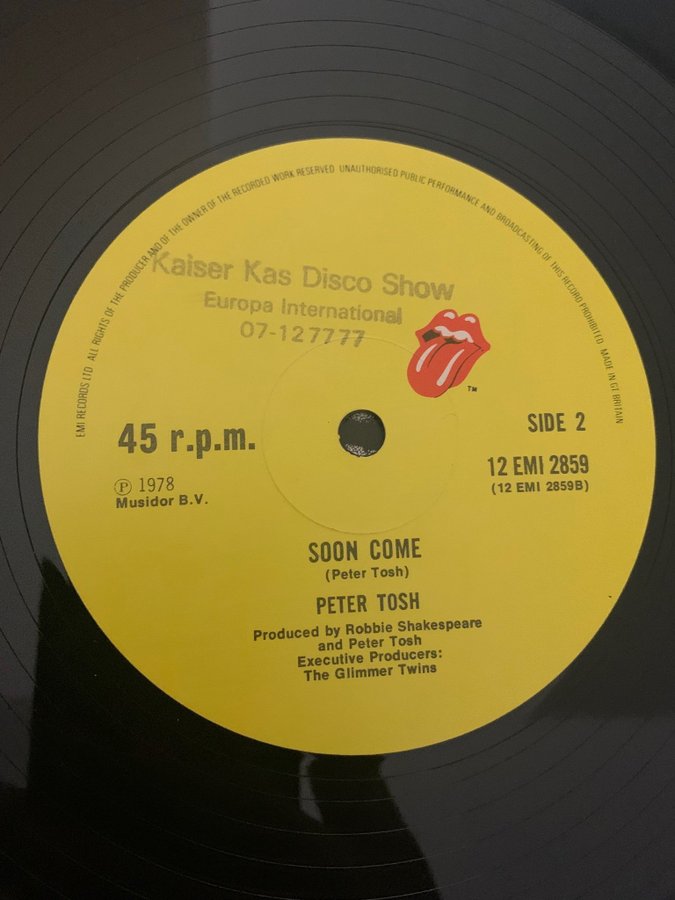 EMI RECORDS LTD ALL RIGHTS OF THE PRODUCER AND OF THE OWNER OF THE RECORDED WORK RESERVED UNAUTHORISED PUBLIC PERFORMANCE AND BROADCASTING OF THIS RECORD PROHIBITED MADE IN GT BRITAIN
Kaiser Kas Disco Show
Europa International
07-127777
TM
45 r.p.m.
SIDE 2
℗ 1978
Musidor B.V.
12 EMI 2859
(12 EMI 2859B)
SOON COME
(Peter Tosh)
PETER TOSH
Produced by Robbie Shakespeare
and Peter Tosh
Executive Producers:
The Glimmer Twins